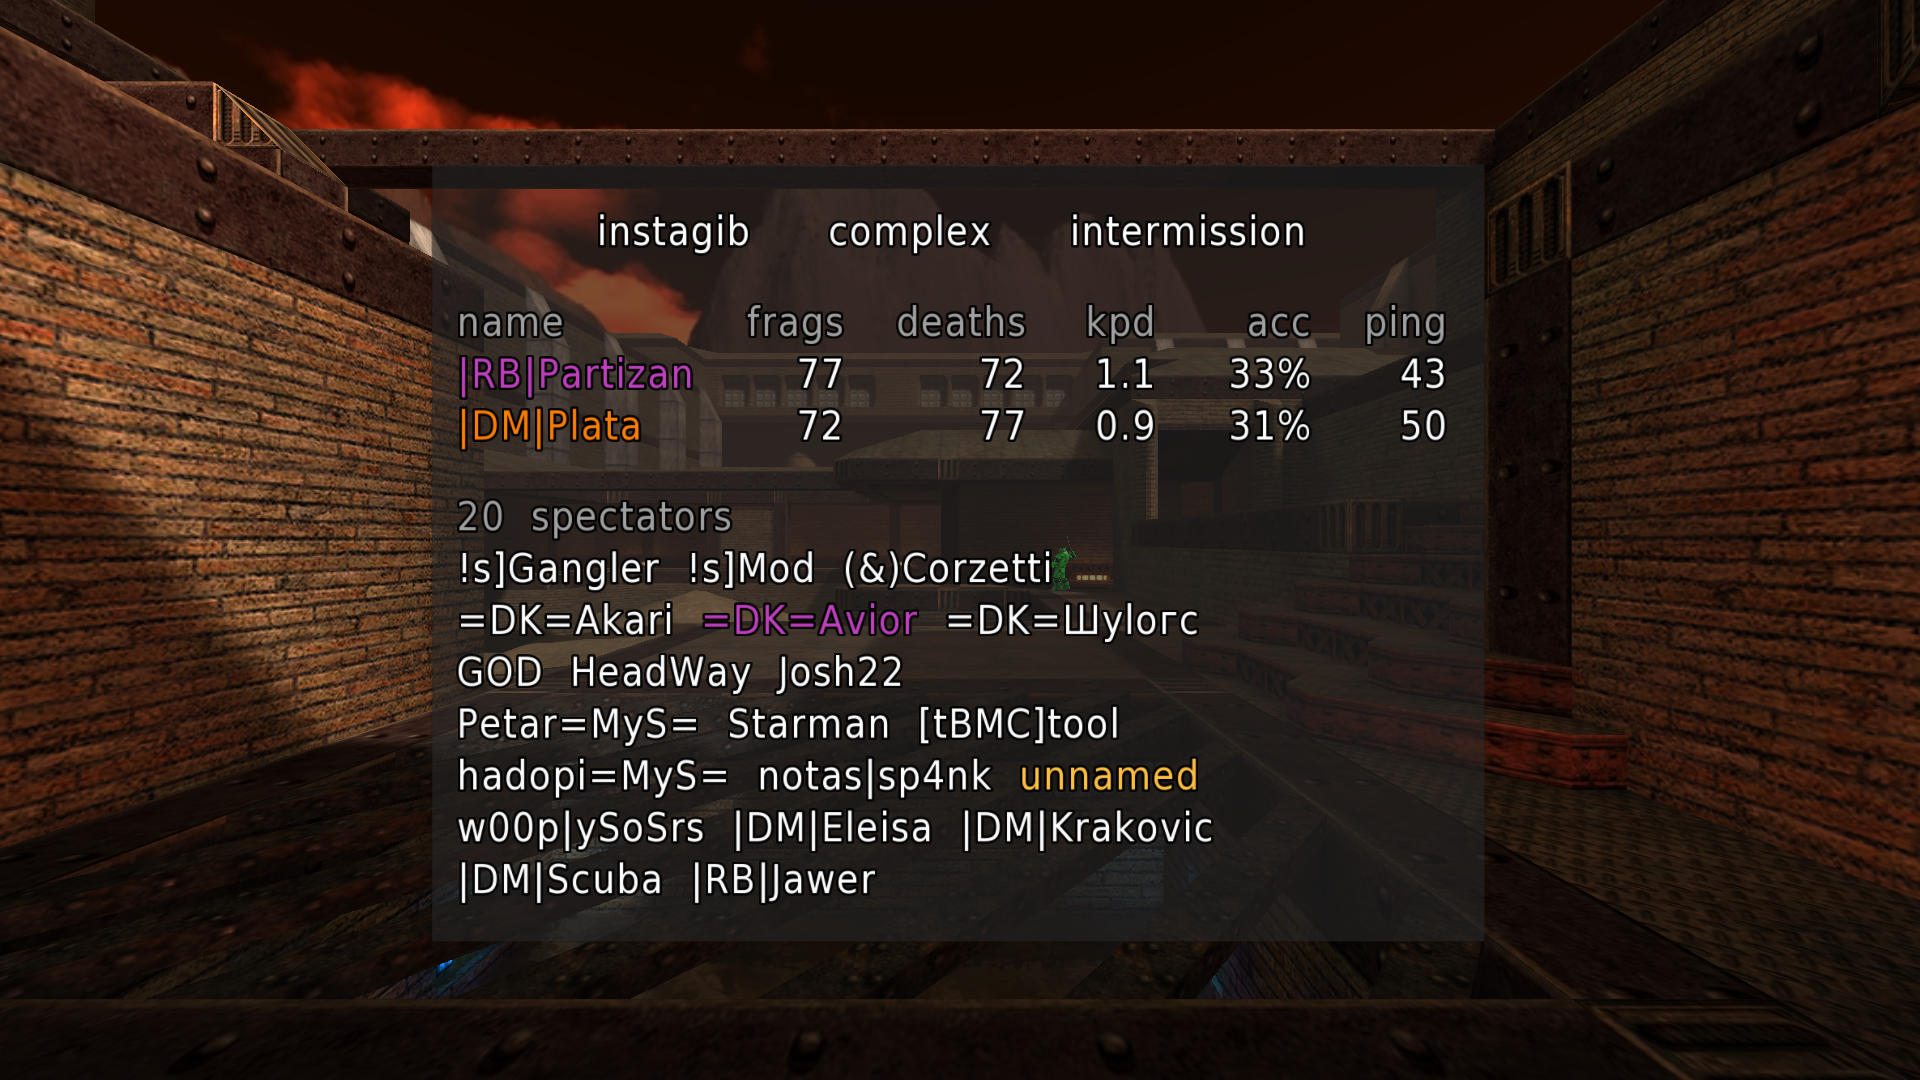 instagib complex intermission
name frags deaths kpd acc ping
|RB|Partizan 77 72 1.1 33% 43
|DM|Plata 72 77 0.9 31% 50
20 spectators
!s]Gangler !s]Mod (&)Corzetti
=DK=Akari =DK=Avior =DK=Шylorc
GOD HeadWay Josh22
Petar=MyS= Starman [tBMC]tool
hadopi=MyS= notas|sp4nk unnamed
w00p|ySoSrs |DM|Eleisa |DM|Krakovic
|DM|Scuba |RB|Jawer